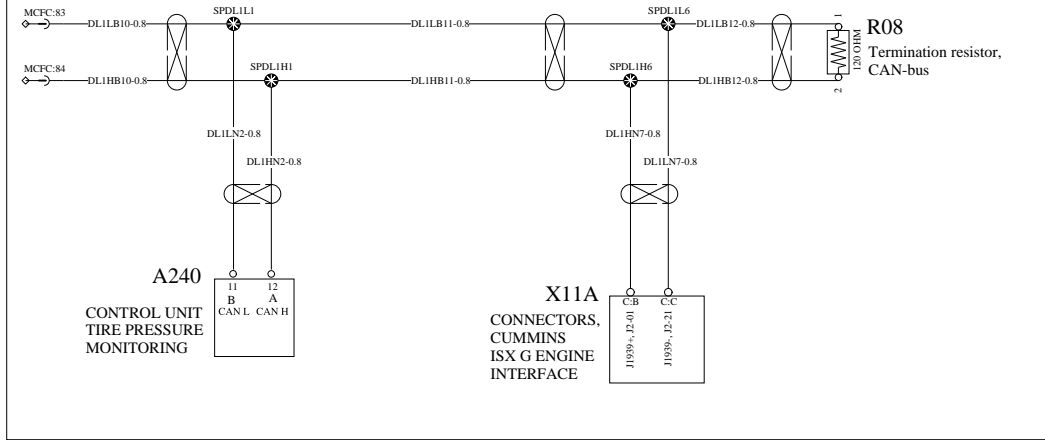 MCFC:83
DL1LB10-0.8
SPDL1L1
DL1LB11-0.8
SPDL1L6
DL1LB12-0.8
1
R08
120 OHM
Termination resistor,
CAN-bus
MCFC:84
DL1HB10-0.8
SPDL1H1
DL1HB11-0.8
SPDL1H6
DL1HB12-0.8
2
DL1LN2-0.8
DL1HN2-0.8
DL1HN7-0.8
DL1LN7-0.8
A240
CONTROL UNIT
TIRE PRESSURE
MONITORING
11 12
B A
CAN L CAN H
X11A
CONNECTORS,
CUMMINS
ISX G ENGINE
INTERFACE
C:B C:C
J1939+, J2-01
J1939-, J2-21